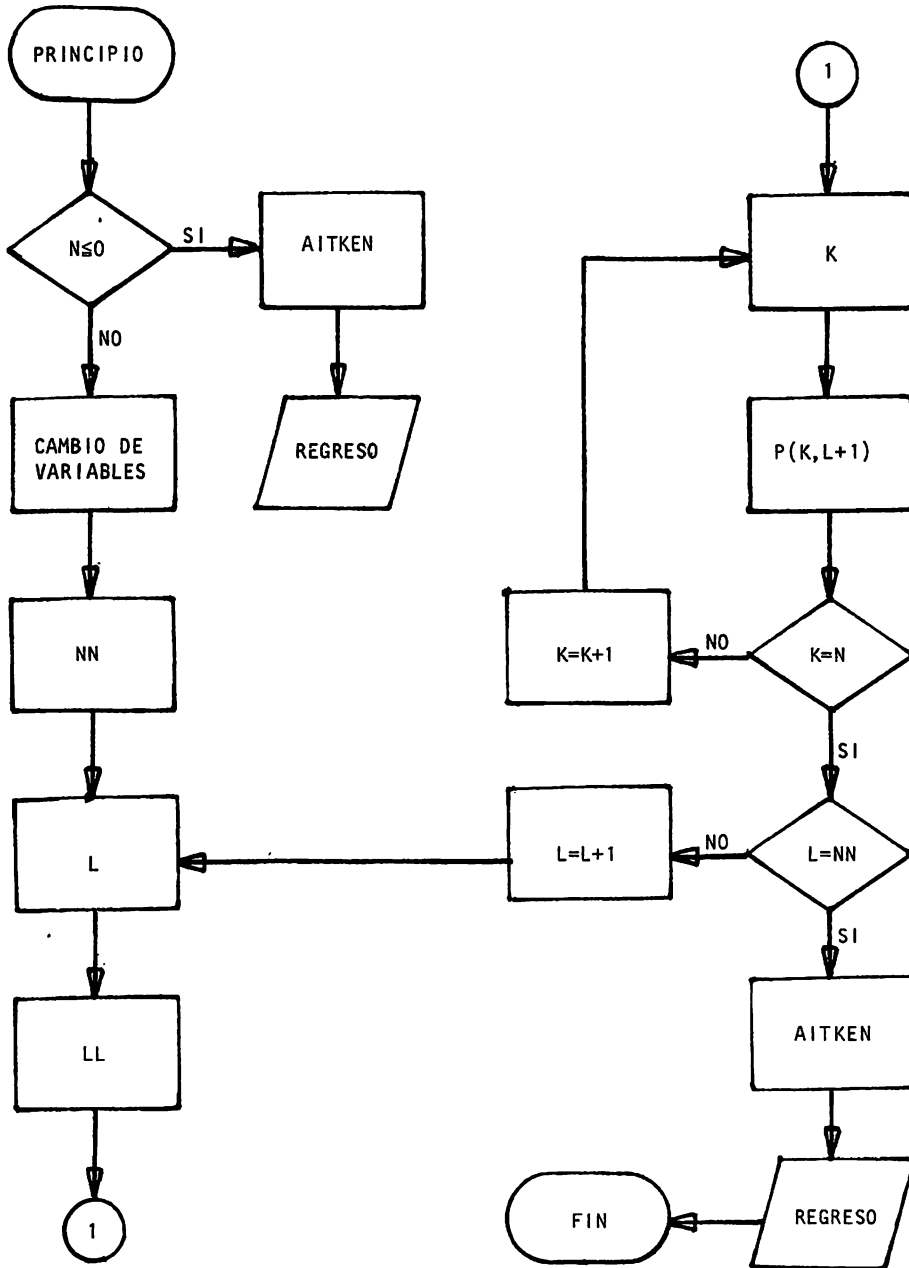 PRINCIPIO
N≦0
SI
AITKEN
NO
CAMBIO DE
VARIABLES
REGRESO
NN
L
LL
1
1
K
P(K,L+1)
K=N
NO
K=K+1
SI
L=NN
NO
L=L+1
SI
AITKEN
REGRESO
FIN